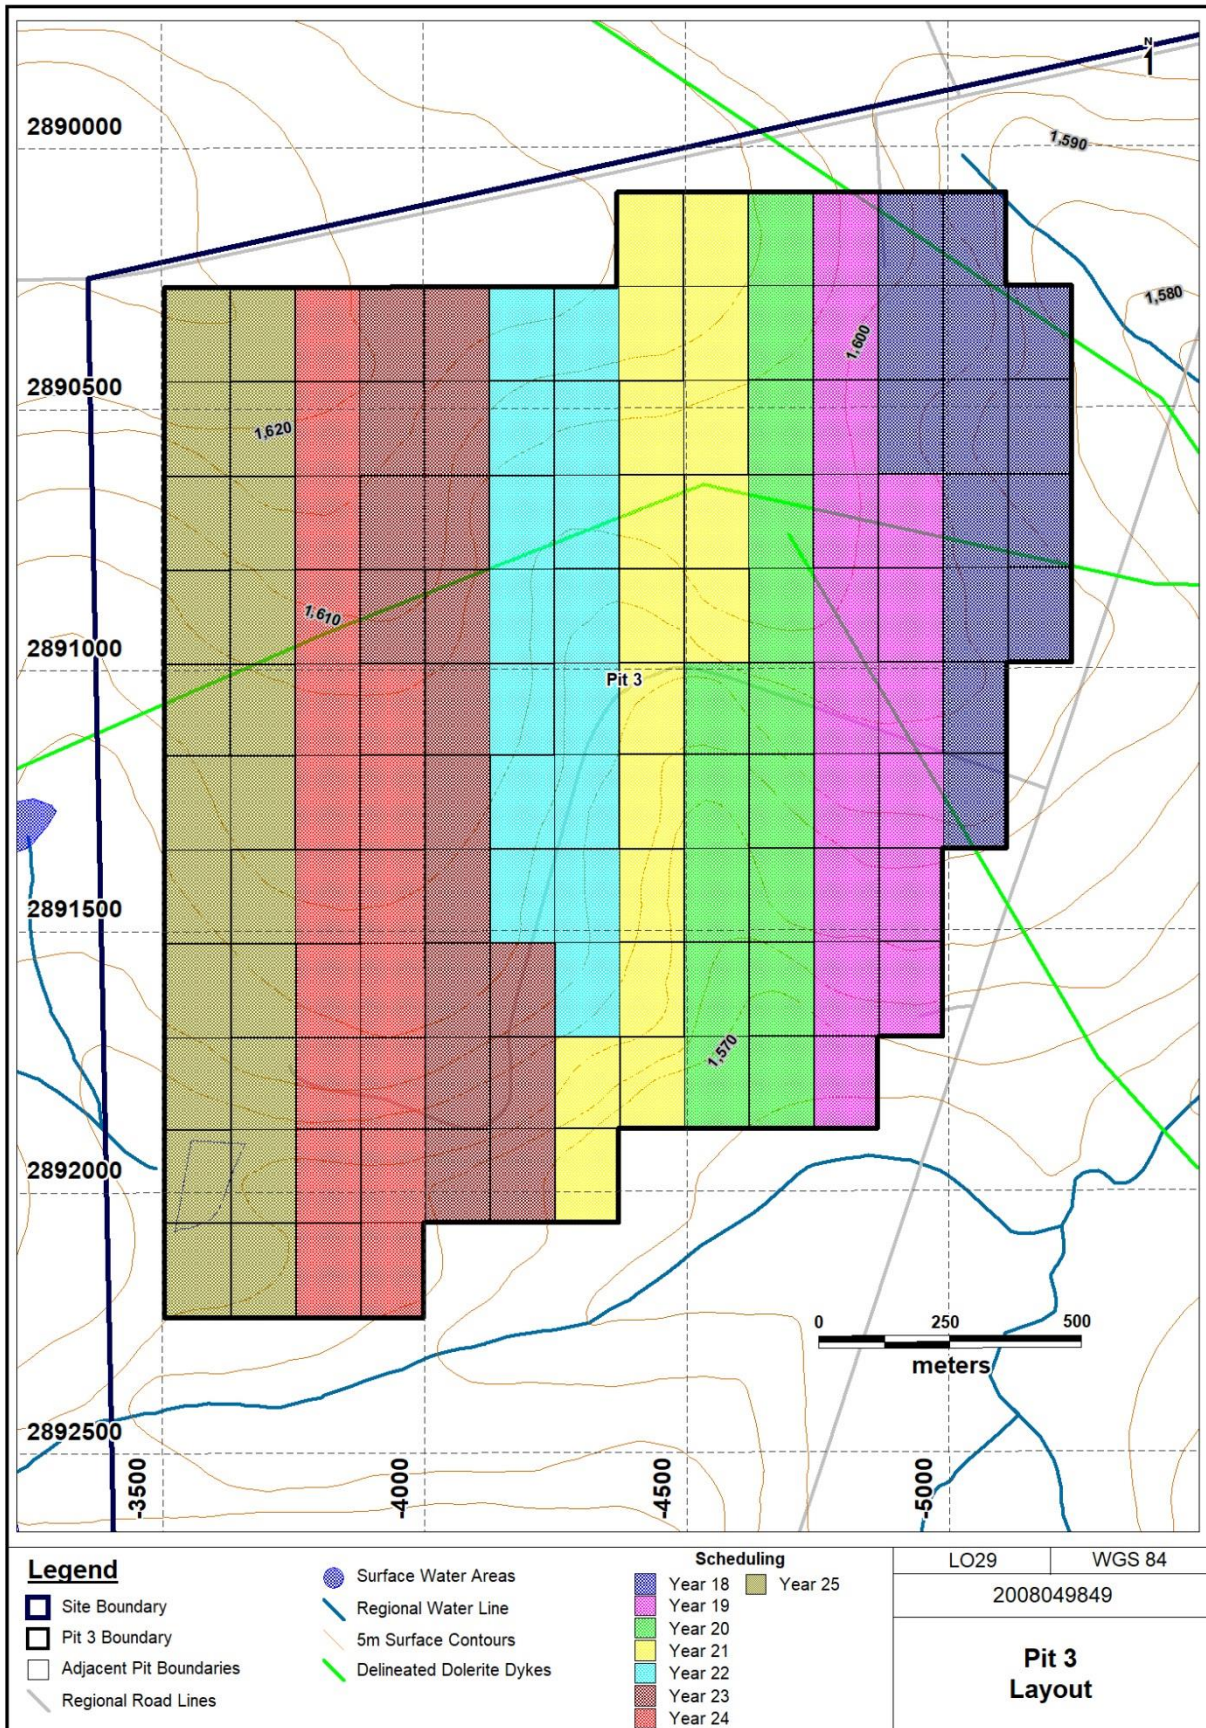 N
1
2890000
1,590
1,580
1,600
2890500
1,620
1,610
2891000
Pit 3
2891500
1,570
2892000
0 250 500
meters
2892500
-3500
-4000
-4500
-5000
Legend
Site Boundary
Pit 3 Boundary
Adjacent Pit Boundaries
Regional Road Lines
Surface Water Areas
Regional Water Line
5m Surface Contours
Delineated Dolerite Dykes
Scheduling
Year 18 Year 25
Year 19
Year 20
Year 21
Year 22
Year 23
Year 24
LO29 WGS 84
2008049849
Pit 3
Layout